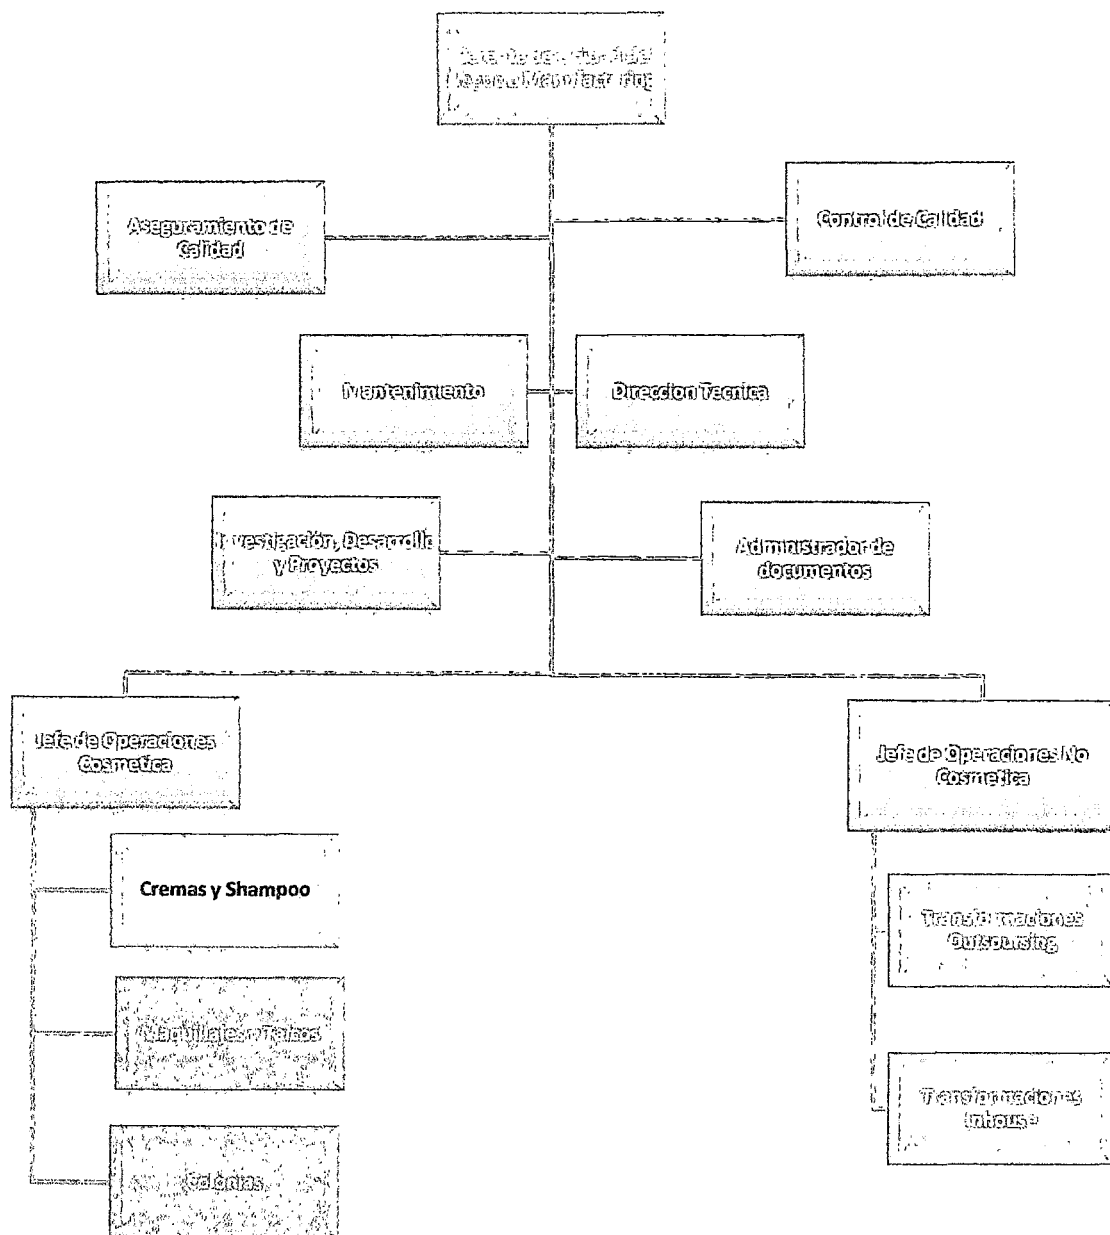 Aseguramiento de
Calidad
Control de Calidad
Mantenimiento
Direccion Tecnica
Investigación, Desarrollo
y Proyectos
Administrador de
documentos
Jefe de Operaciones
Cosmetica
Jefe de Operaciones No
Cosmetica
Cremas y Shampoo
Transformaciones
Outsoursing
Maquillajes y Talcos
Transformaciones
Inhouse
Colonias